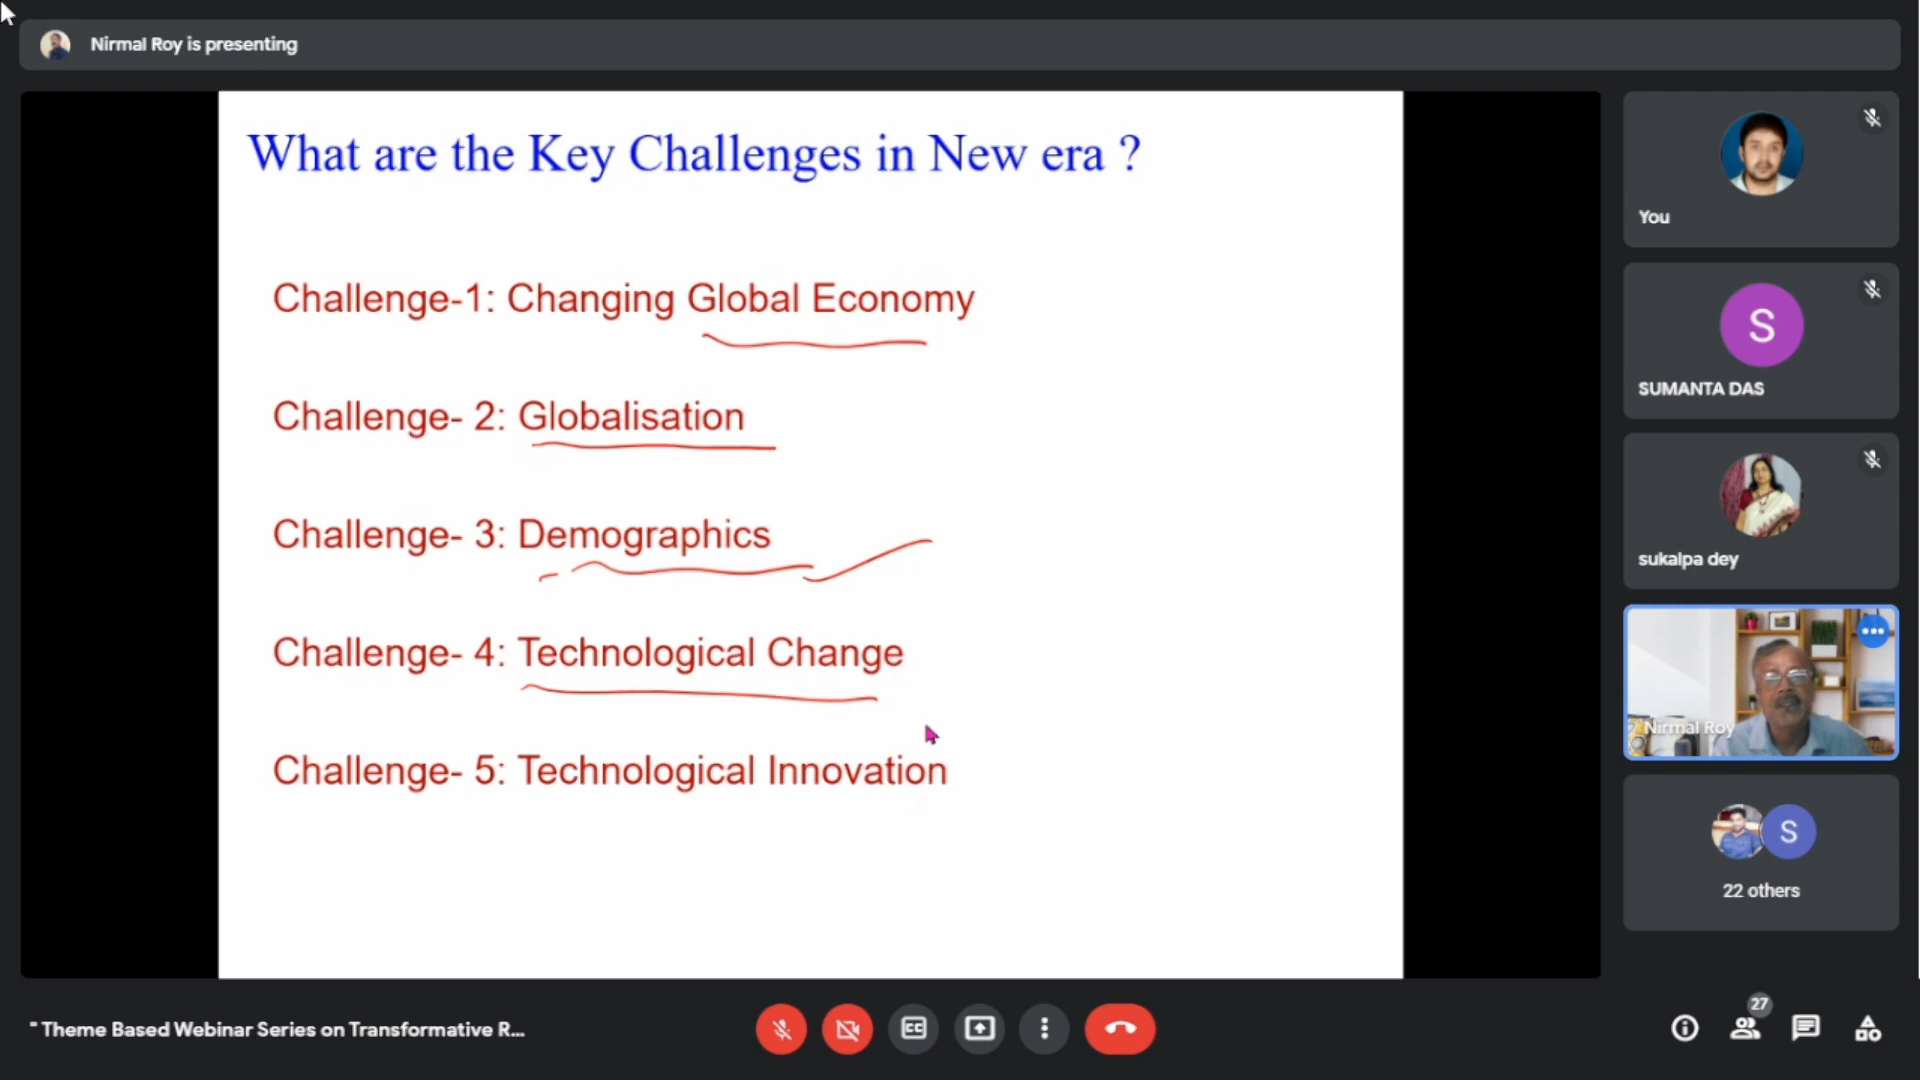 Nirmal Roy is presenting
What are the Key Challenges in New era ?
Challenge-1: Changing Global Economy
Challenge- 2: Globalisation
Challenge- 3: Demographics
Challenge- 4: Technological Change
Challenge- 5: Technological Innovation
You
S
SUMANTA DAS
sukalpa dey
Nirmal Roy
S
22 others
" Theme Based Webinar Series on Transformative R...
CC
27